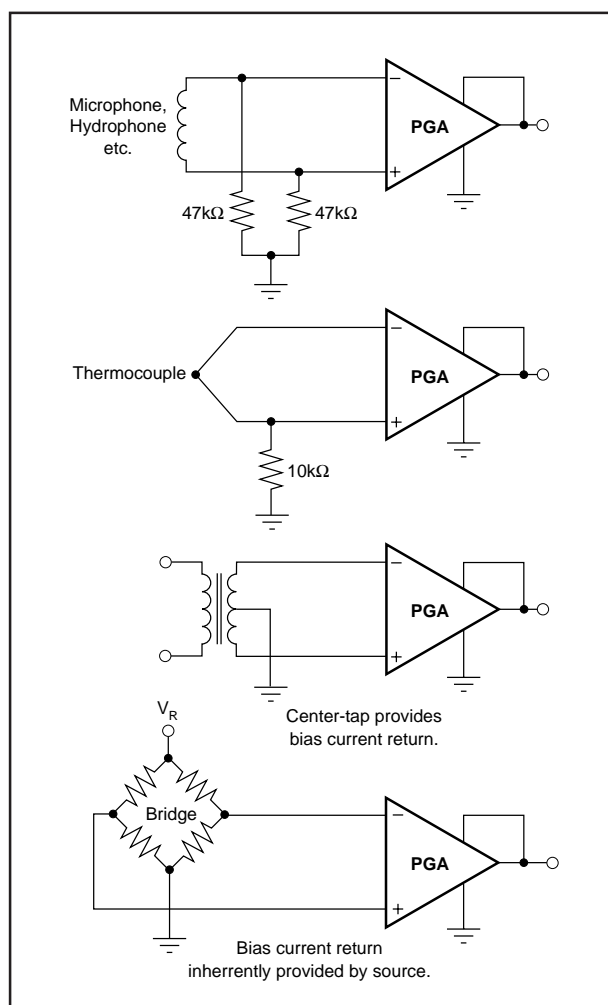 Microphone,
Hydrophone
etc.
47kΩ
47kΩ
−
+
PGA
Thermocouple
10kΩ
−
+
PGA
−
+
PGA
Center-tap provides
bias current return.
VR
Bridge
−
+
PGA
Bias current return
inherrently provided by source.